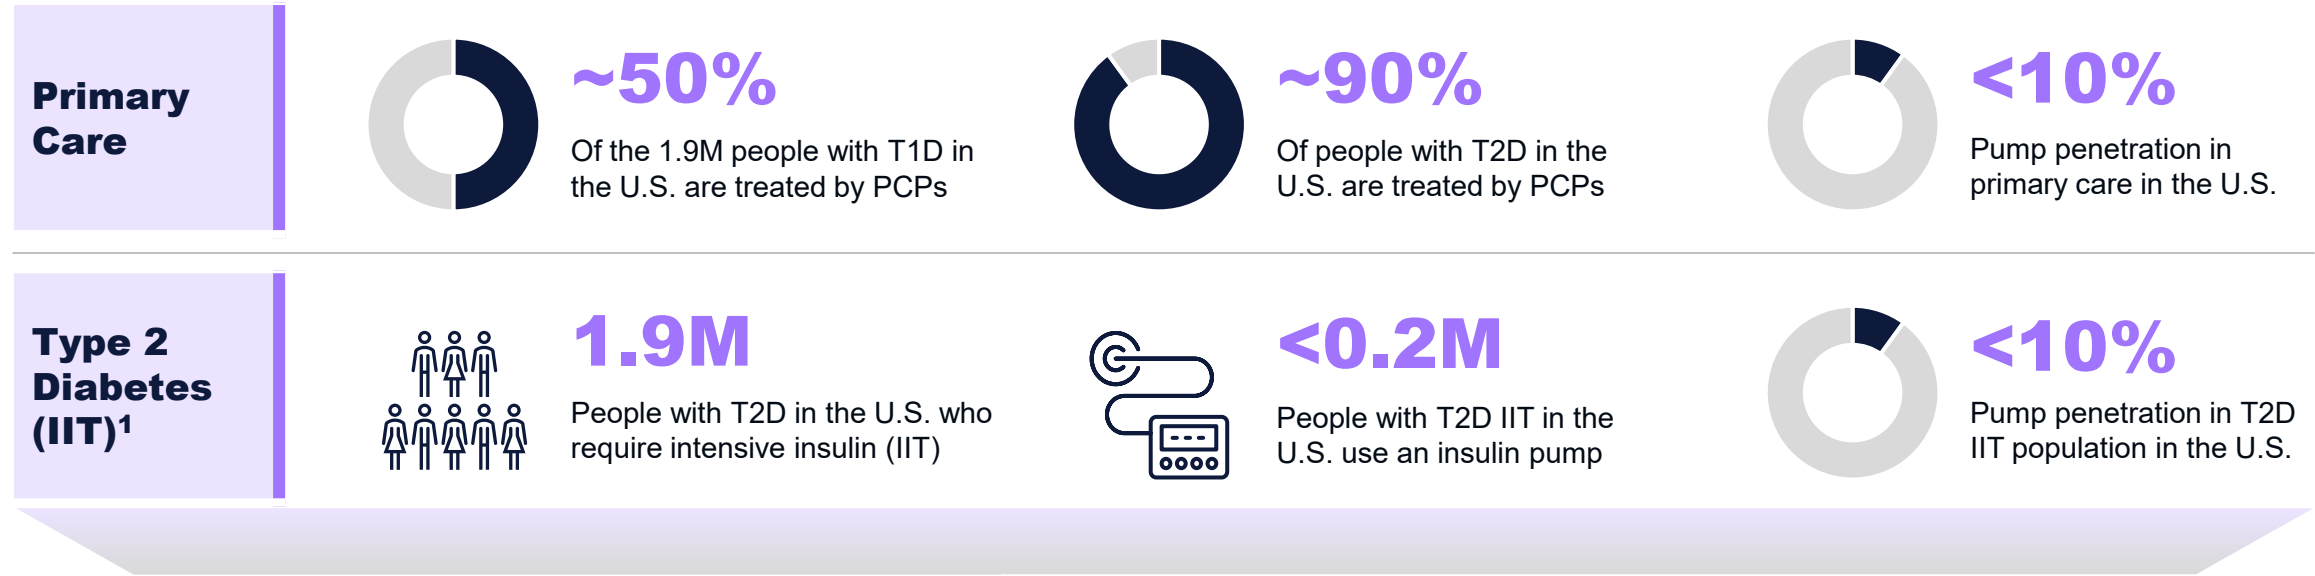 Primary
Care
~50%
Of the 1.9M people with T1D in
the U.S. are treated by PCPs
~90%
Of people with T2D in the
U.S. are treated by PCPs
<10%
Pump penetration in
primary care in the U.S.
Type 2
Diabetes
(IIT)¹
1.9M
People with T2D in the U.S. who
require intensive insulin (IIT)
<0.2M
People with T2D IIT in the
U.S. use an insulin pump
<10%
Pump penetration in T2D
IIT population in the U.S.